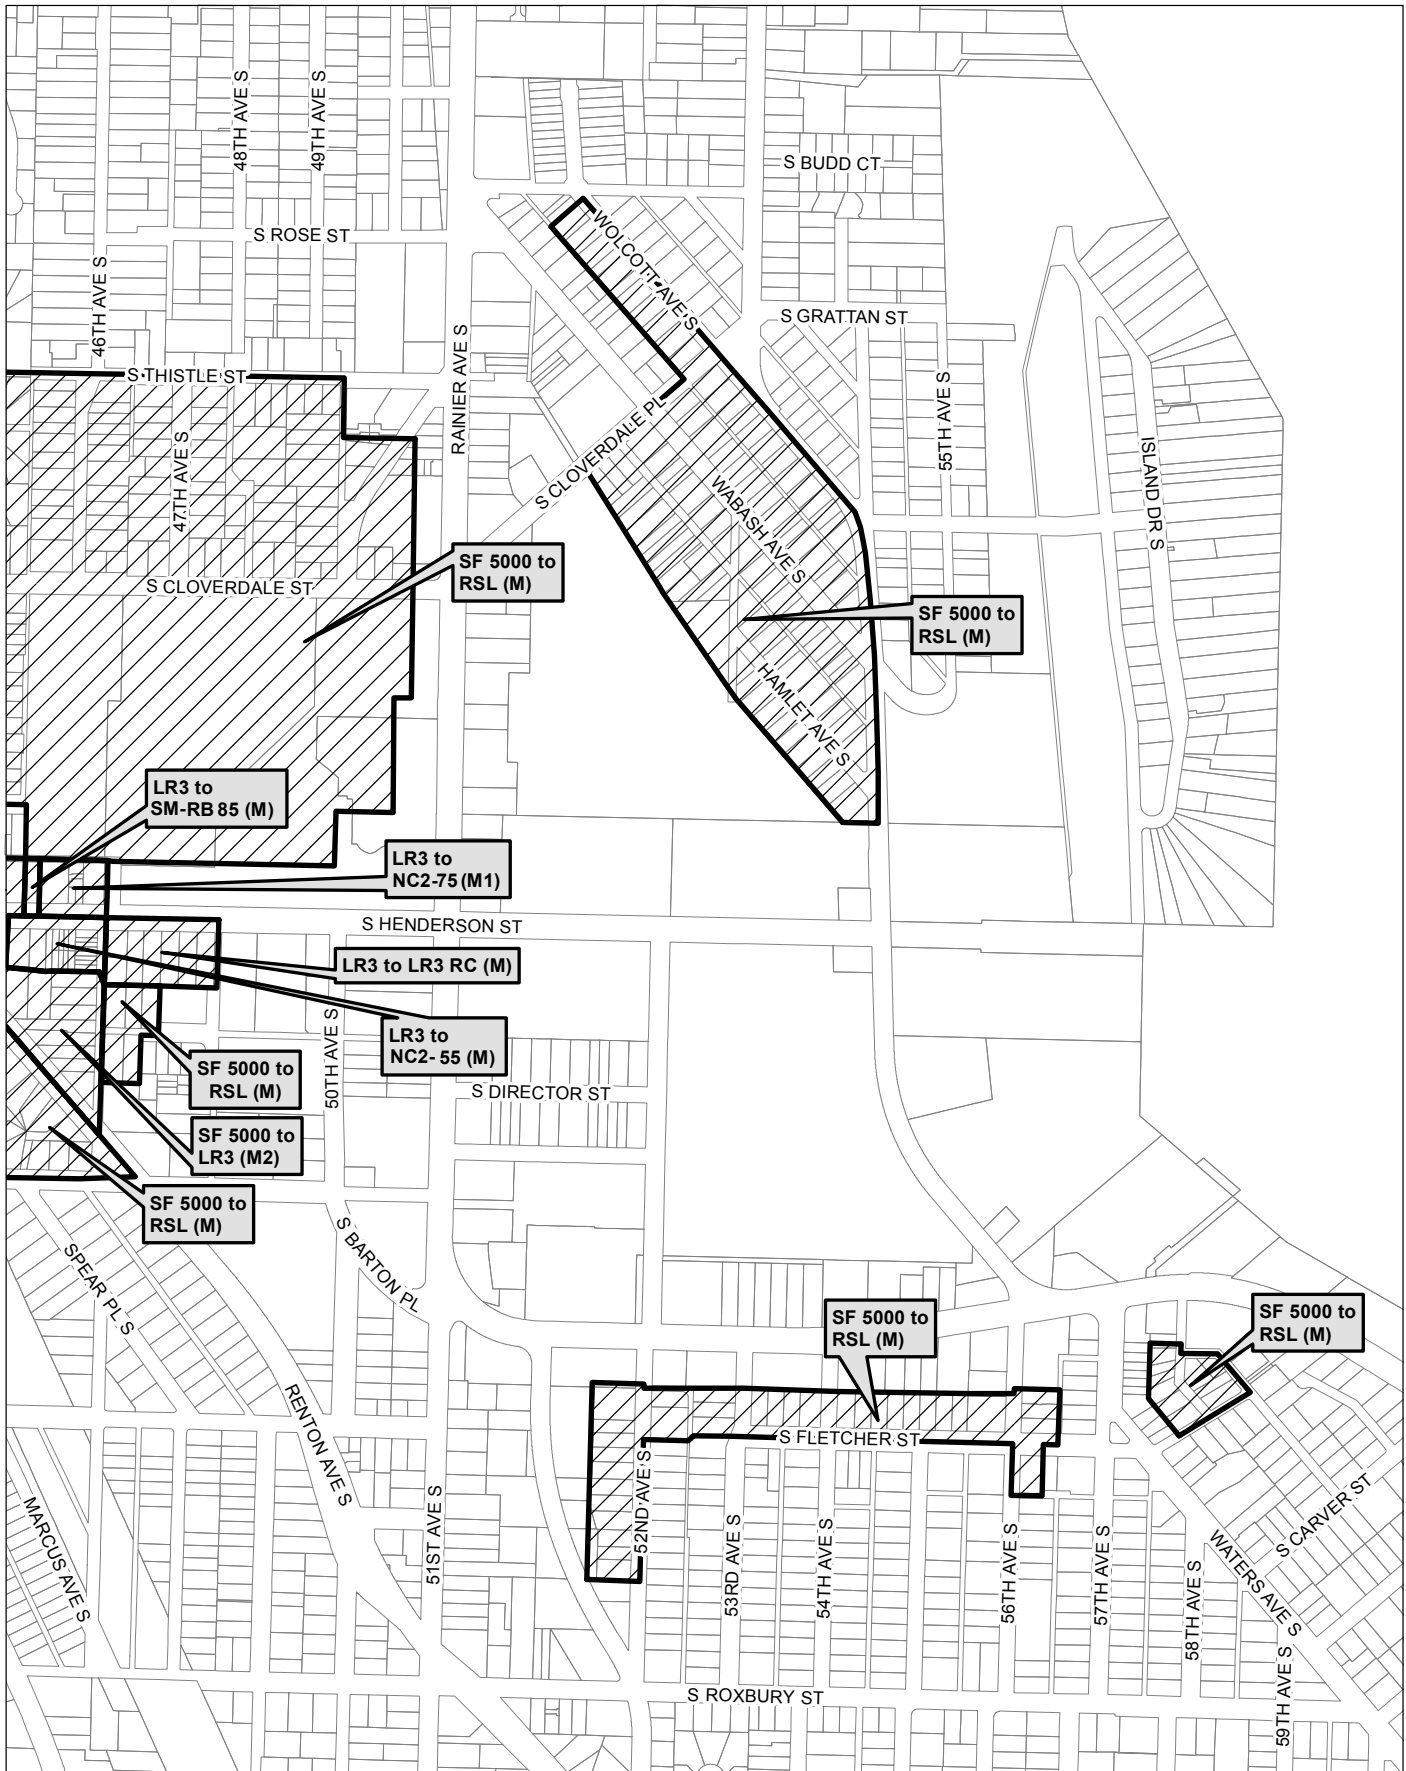 48TH AVE S
49TH AVE S
S BUDD CT
S ROSE ST
WOLCOTT AVE S
46TH AVE S
S GRATTAN ST
RAINIER AVE S
S THISTLE ST
55TH AVE S
S CLOVERDALE PL
47TH AVE S
ISLAND DR S
WABASH AVE S
SF 5000 to
RSL (M)
S CLOVERDALE ST
SF 5000 to
RSL (M)
HAMLET AVE S
LR3 to
SM-RB 85 (M)
LR3 to
NC2-75 (M1)
S HENDERSON ST
LR3 to LR3 RC (M)
LR3 to
NC2- 55 (M)
50TH AVE S
SF 5000 to
RSL (M)
S DIRECTOR ST
SF 5000 to
LR3 (M2)
SF 5000 to
RSL (M)
S BARTON PL
SPEAR PL S
SF 5000 to
RSL (M)
SF 5000 to
RSL (M)
RENTON AVE S
S FLETCHER ST
MARCUS AVE S
51ST AVE S
52ND AVE S
53RD AVE S
54TH AVE S
56TH AVE S
57TH AVE S
58TH AVE S
WATERS AVE S
S CARVER ST
59TH AVE S
S ROXBURY ST